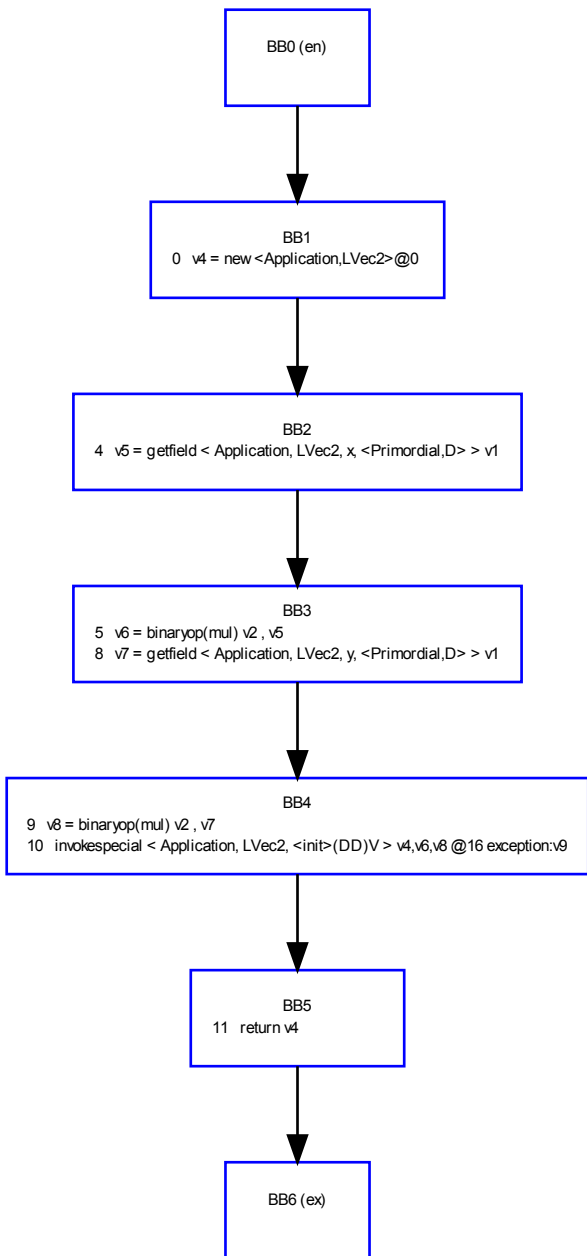 BB0 (en)
BB1
0 v4 = new <Application,LVec2>@0
BB2
4 v5 = getfield < Application, LVec2, x, <Primordial,D> > v1
BB3
5 v6 = binaryop(mul) v2 , v5
8 v7 = getfield < Application, LVec2, y, <Primordial,D> > v1
BB4
9 v8 = binaryop(mul) v2 , v7
10 invokespecial < Application, LVec2, <init>(DD)V > v4,v6,v8 @16 exception:v9
BB5
11 return v4
BB6 (ex)